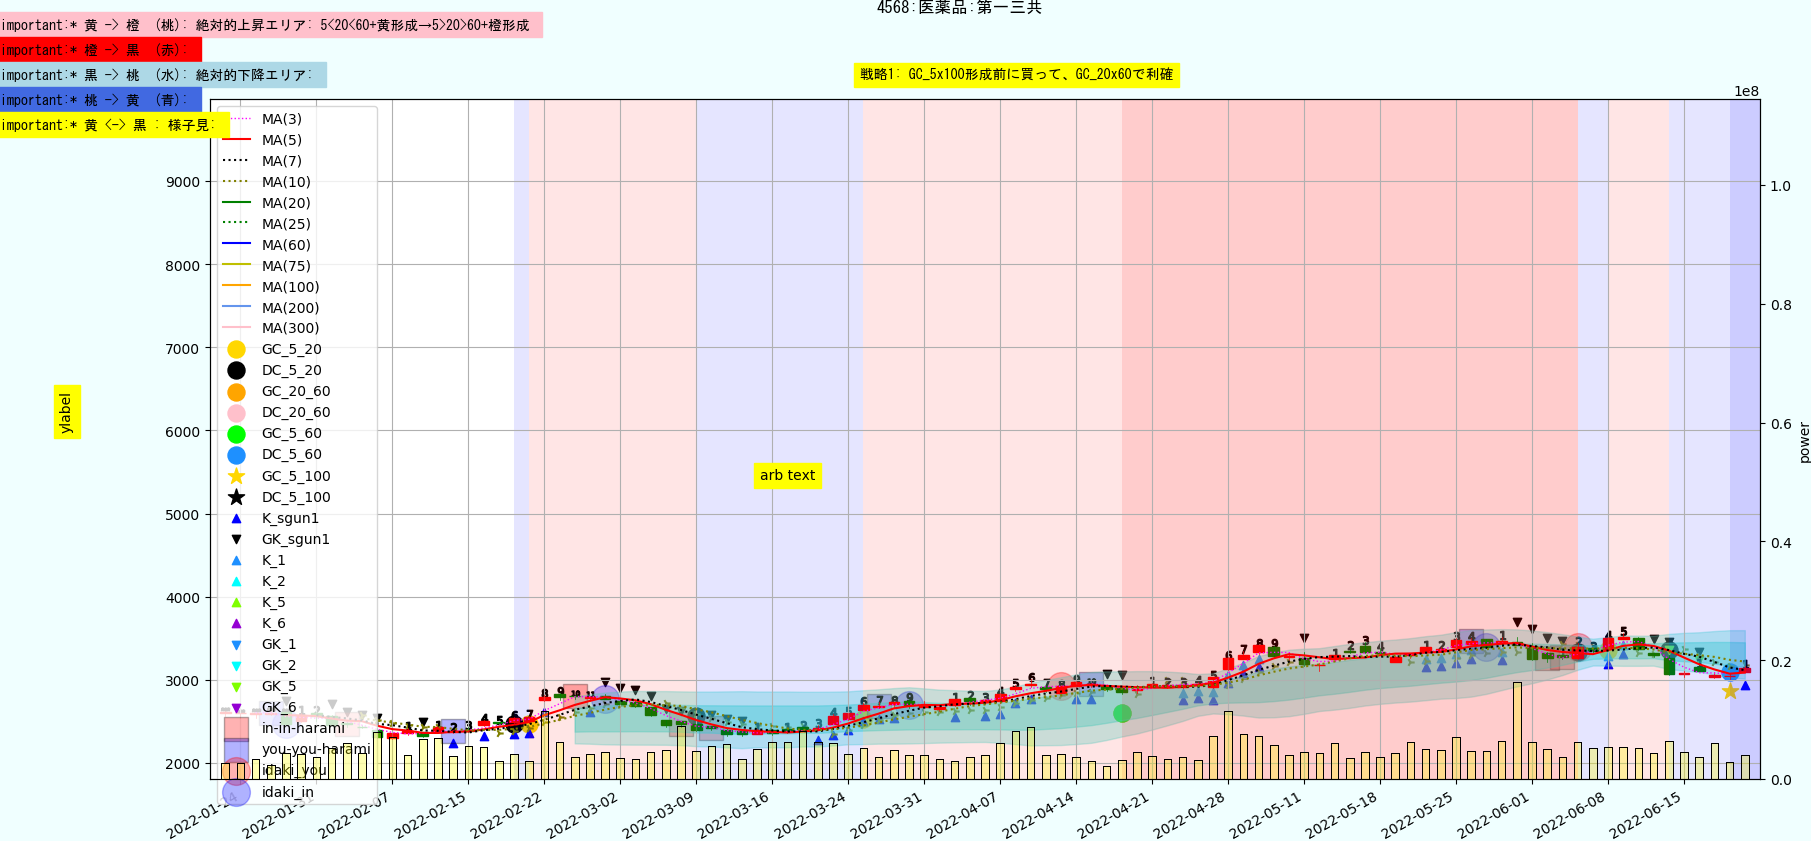 4568:医薬品:第一三共
important:* 黄 -> 橙 （桃）: 絶対的上昇エリア: 5<20<60+黄形成→5>20>60+橙形成
important:* 橙 -> 黒 （赤）:
important:* 黒 -> 桃 （水）: 絶対的下降エリア:
戦略1: GC_5x100形成前に買って、GC_20x60で利確
important:* 桃 -> 黄 （青）:
important:* 黄 <-> 黒 : 様子見:
1e8
MA(3)
MA(5)
MA(7)
MA(10)
MA(20)
MA(25)
MA(60)
MA(75)
MA(100)
MA(200)
MA(300)
GC_5_20
DC_5_20
GC_20_60
DC_20_60
GC_5_60
DC_5_60
GC_5_100
DC_5_100
K_sgun1
GK_sgun1
K_1
K_2
K_5
K_6
GK_1
GK_2
GK_5
GK_6
in-in-harami
you-you-harami
idaki_you
idaki_in
9000
8000
7000
6000
5000
4000
3000
2000
ylabel
arb text
1.0
0.8
0.6
0.4
0.2
0.0
power
2022-01-24
2022-01-31
2022-02-07
2022-02-15
2022-02-22
2022-03-02
2022-03-09
2022-03-16
2022-03-24
2022-03-31
2022-04-07
2022-04-14
2022-04-21
2022-04-28
2022-05-11
2022-05-18
2022-05-25
2022-06-01
2022-06-08
2022-06-15